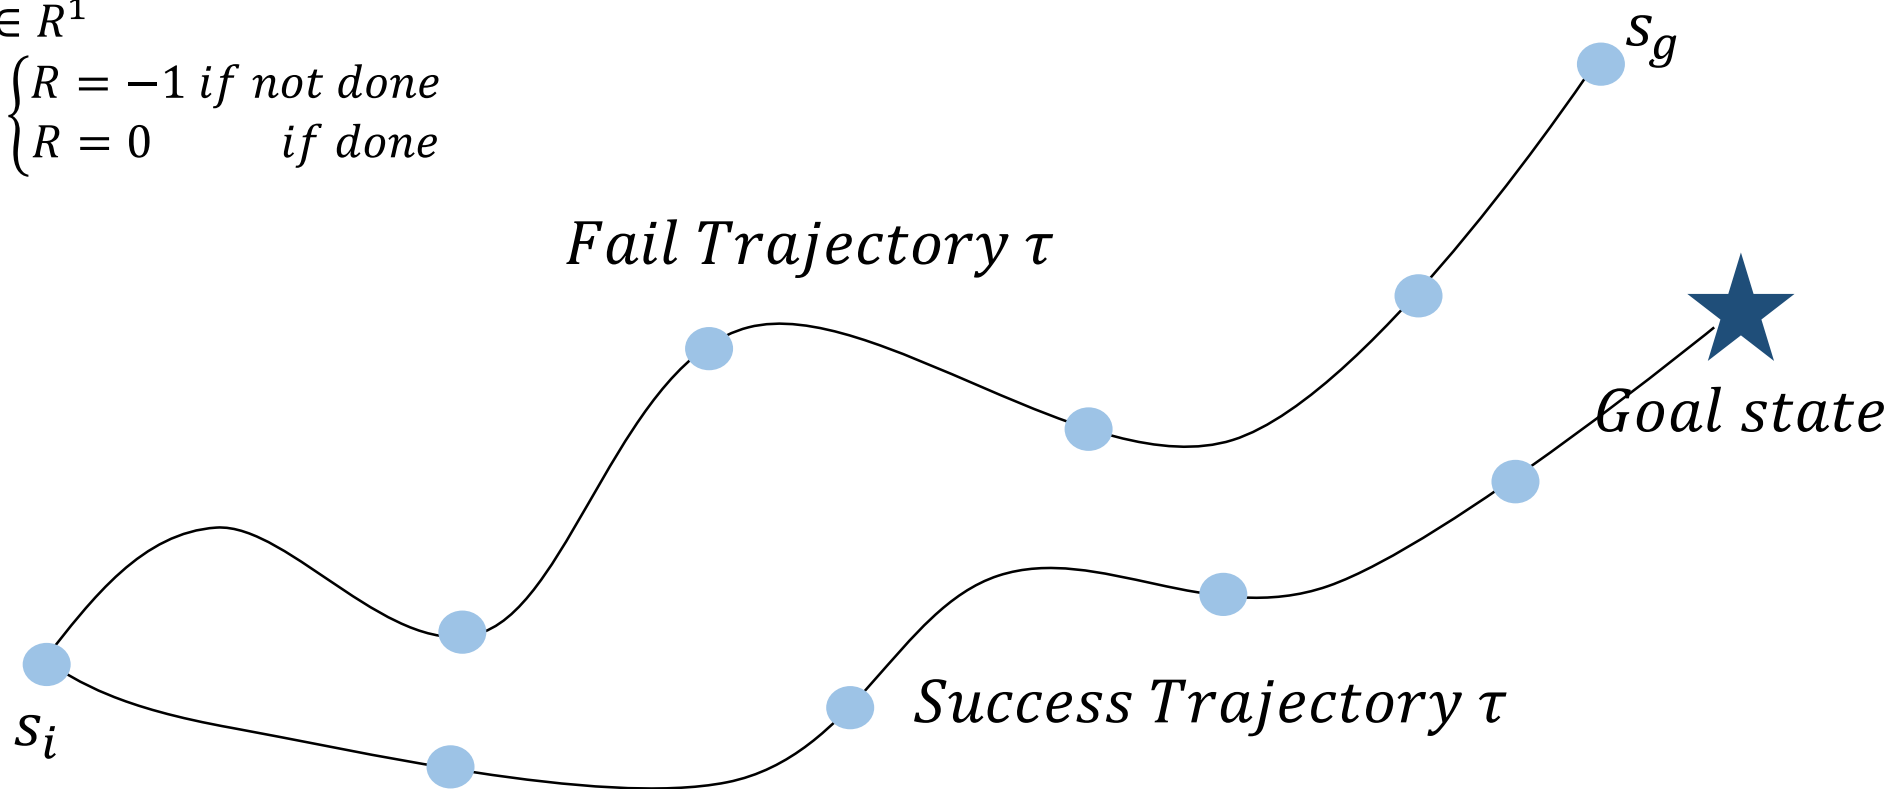 ∈ R¹
{R = −1 if not done
R = 0 if done
s_g
Fail Trajectory τ
Goal state
Success Trajectory τ
s_i